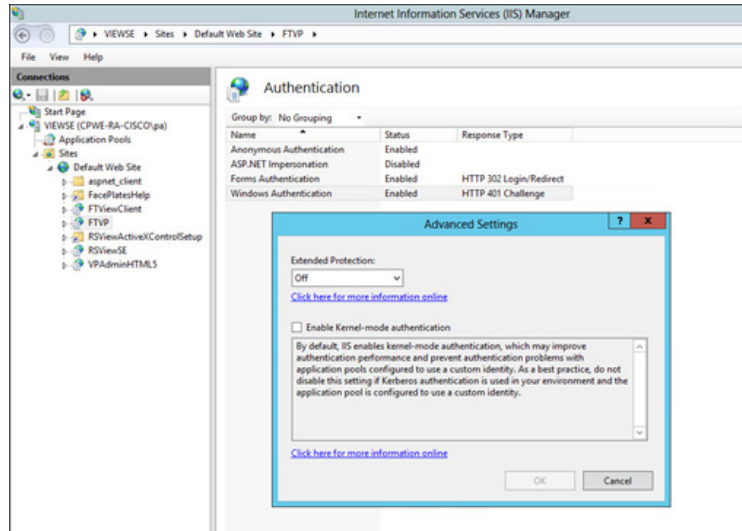 Internet Information Services (IIS) Manager
VIEWSE Sites Default Web Site FTVP
File View Help
Connections
Start Page
VIEWSE (CPWE-RA-CISCO\pa)
Application Pools
Sites
Default Web Site
aspnet_client
FacePlatesHelp
FTViewClient
FTVP
RSViewActiveXControlSetup
RSViewSE
VPAdminHTML5
Authentication
Group by: No Grouping
Name Status Response Type
Anonymous Authentication Enabled
ASP.NET Impersonation Disabled
Forms Authentication Enabled HTTP 302 Login/Redirect
Windows Authentication Enabled HTTP 401 Challenge
Advanced Settings ? x
Extended Protection:
Off
Click here for more information online
Enable Kernel-mode authentication
By default, IIS enables kernel-mode authentication, which may improve
authentication performance and prevent authentication problems with
application pools configured to use a custom identity. As a best practice, do not
disable this setting if Kerberos authentication is used in your environment and the
application pool is configured to use a custom identity.
Click here for more information online
OK Cancel